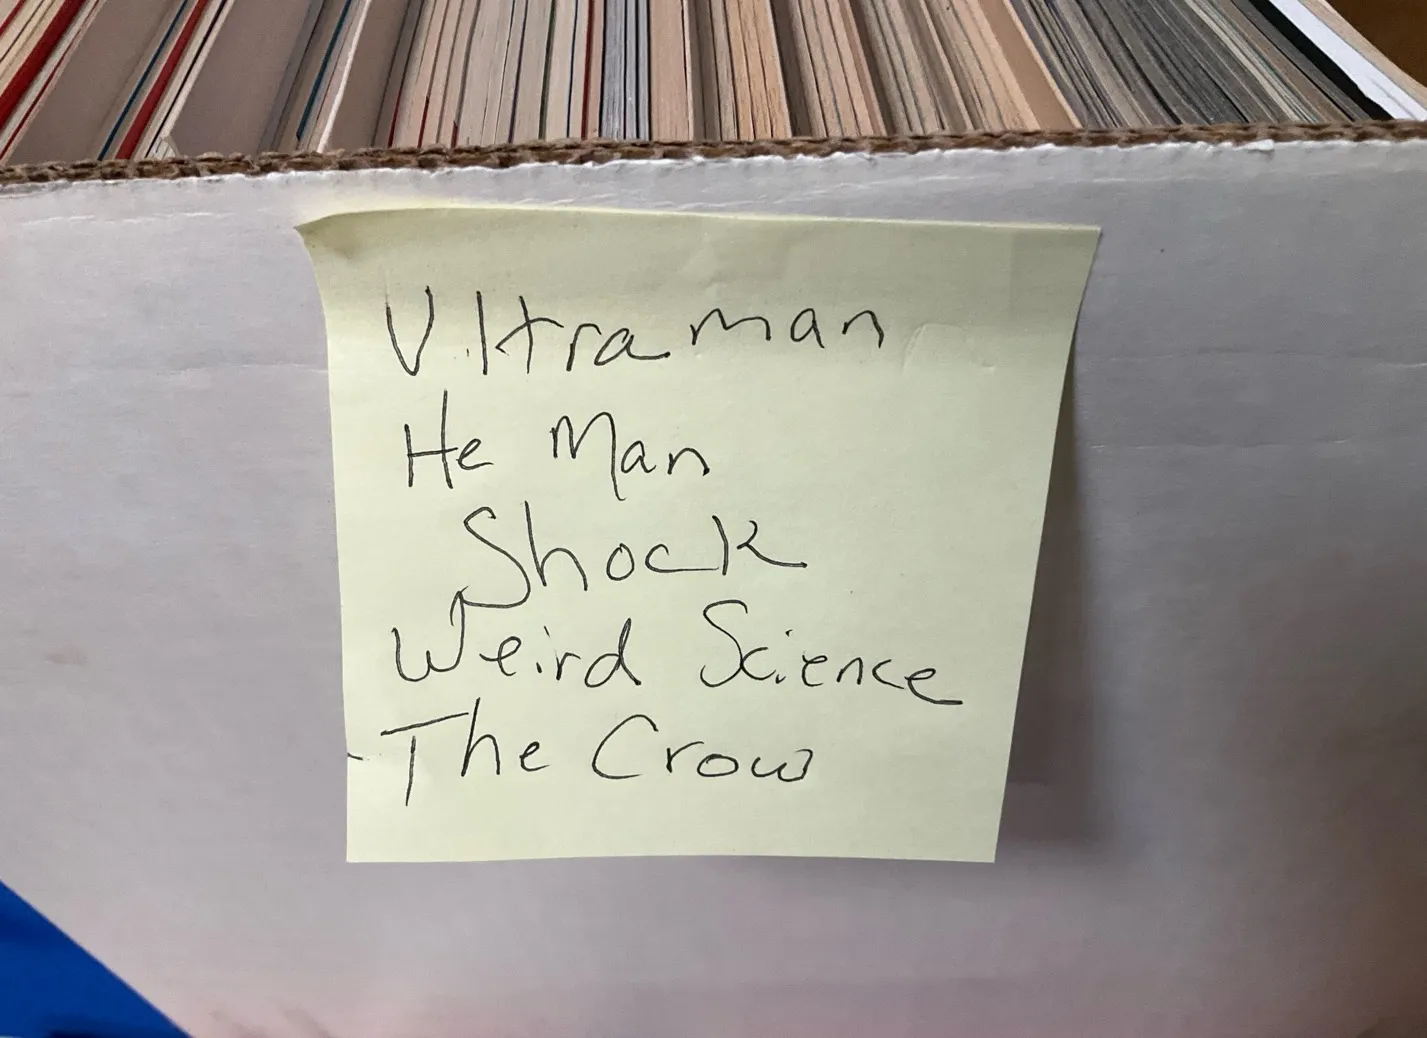 Ultraman
He Man
Shock
Weird Science
The Crow